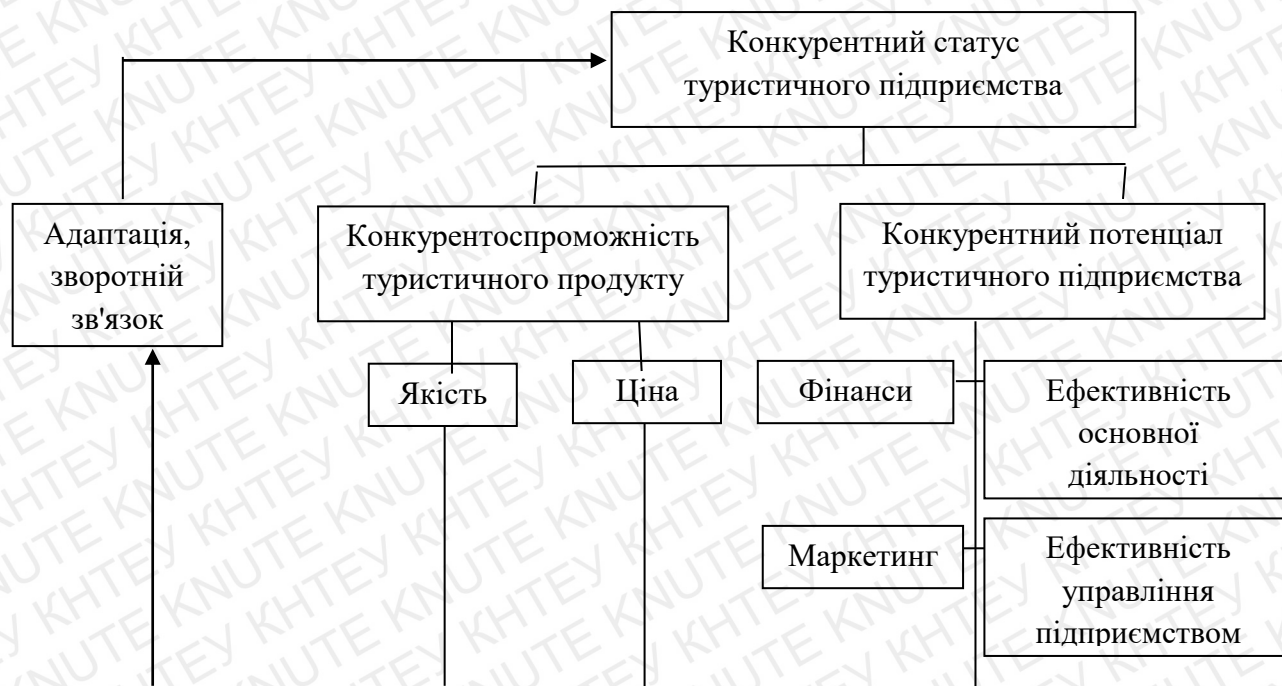 Конкурентний статус
туристичного підприємства
Адаптація,
зворотній
зв'язок
Конкурентоспроможність
туристичного продукту
Конкурентний потенціал
туристичного підприємства
Якість
Ціна
Фінанси
Ефективність
основної
діяльності
Маркетинг
Ефективність
управління
підприємством